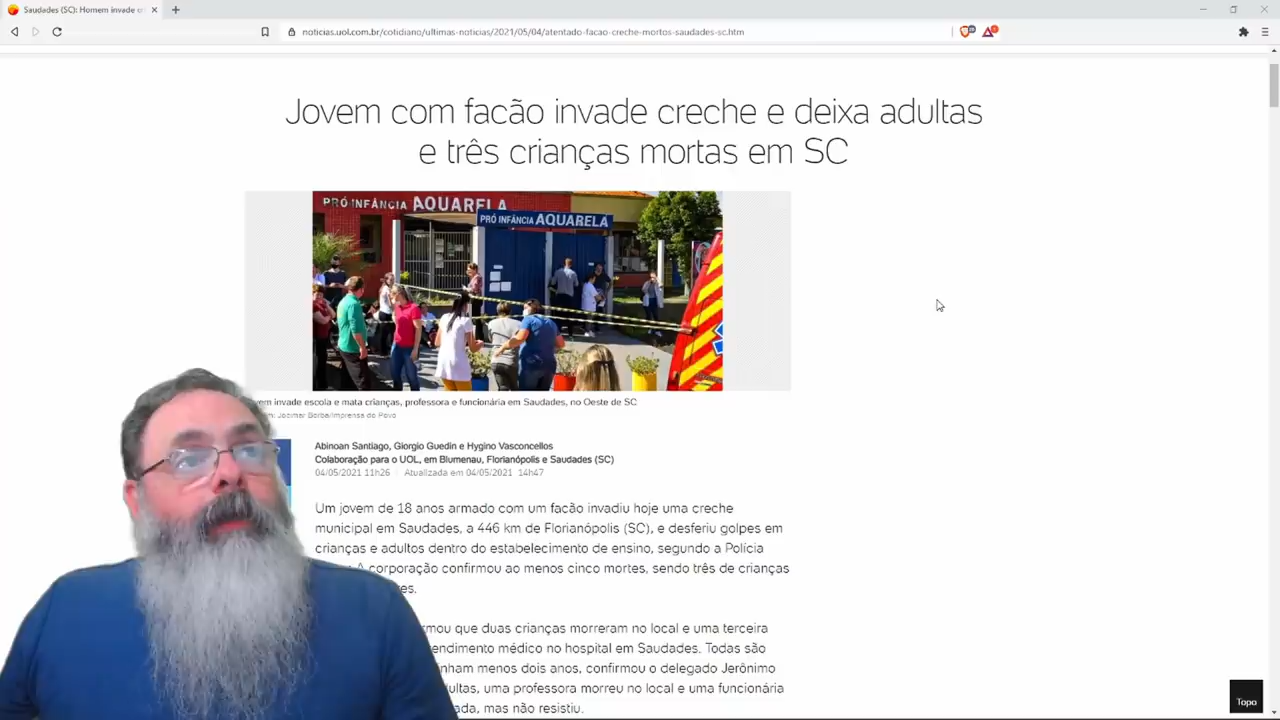 Saudades (SC): Homem invade e
noticias.uol.com.br/cotidiano/ultimas-noticias/2021/05/04/atentado-facao-creche-mortos-saudades-sc.htm
Jovem com facão invade creche e deixa adultas
e três crianças mortas em SC
PRÓ INFÂNCIA AQUARELA
PRÓ INFÂNCIA AQUARELA
vem invade escola e mata crianças, professora e funcionária em Saudades, no Oeste de SC
Jocimar Borba/Imprensa do Povo
Abinoan Santiago, Giorgio Guedin e Hygino Vasconcellos
Colaboração para o UOL, em Blumenau, Florianópolis e Saudades (SC)
04/05/2021 11h26 Atualizada em 04/05/2021 14h47
Um jovem de 18 anos armado com um facão invadiu hoje uma creche
municipal em Saudades, a 446 km de Florianópolis (SC), e desferiu golpes em
crianças e adultos dentro do estabelecimento de ensino, segundo a Polícia
A corporação confirmou ao menos cinco mortes, sendo três de crianças
es.
mou que duas crianças morreram no local e uma terceira
endimento médico no hospital em Saudades. Todas são
nham menos dois anos, confirmou o delegado Jerônimo
ultas, uma professora morreu no local e uma funcionária
ada, mas não resistiu.
Topo